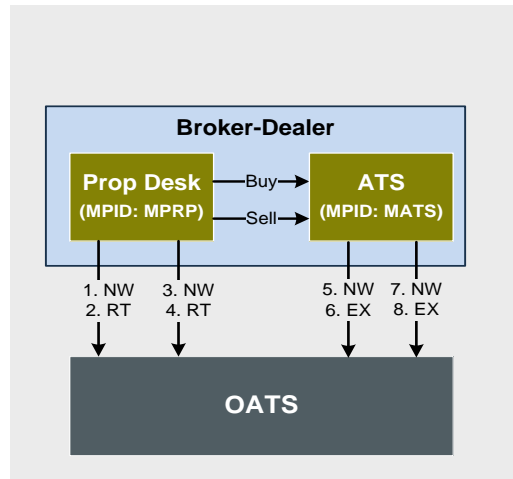 Broker-Dealer
Prop Desk
(MPID: MPRP)
Buy
Sell
ATS
(MPID: MATS)
1. NW
2. RT
3. NW
4. RT
5. NW
6. EX
7. NW
8. EX
OATS